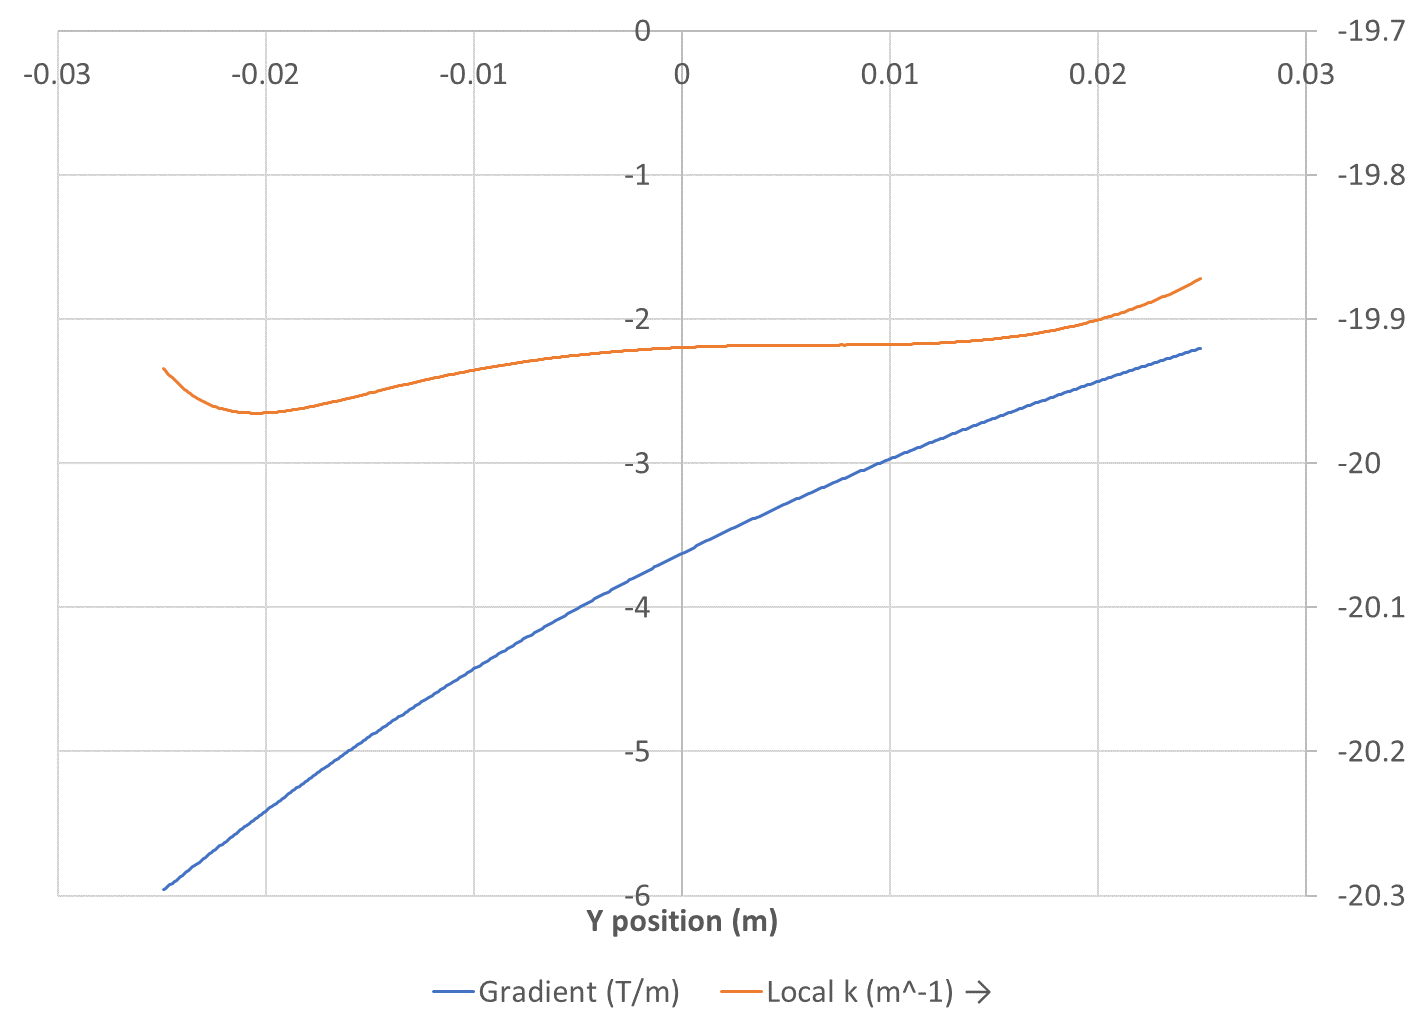 0 -19.7
-0.03 -0.02 -0.01 0 0.01 0.02 0.03
-1 -19.8
-2 -19.9
-3 -20
-4 -20.1
-5 -20.2
-6 -20.3
Y position (m)
Gradient (T/m) Local k (m^-1) →